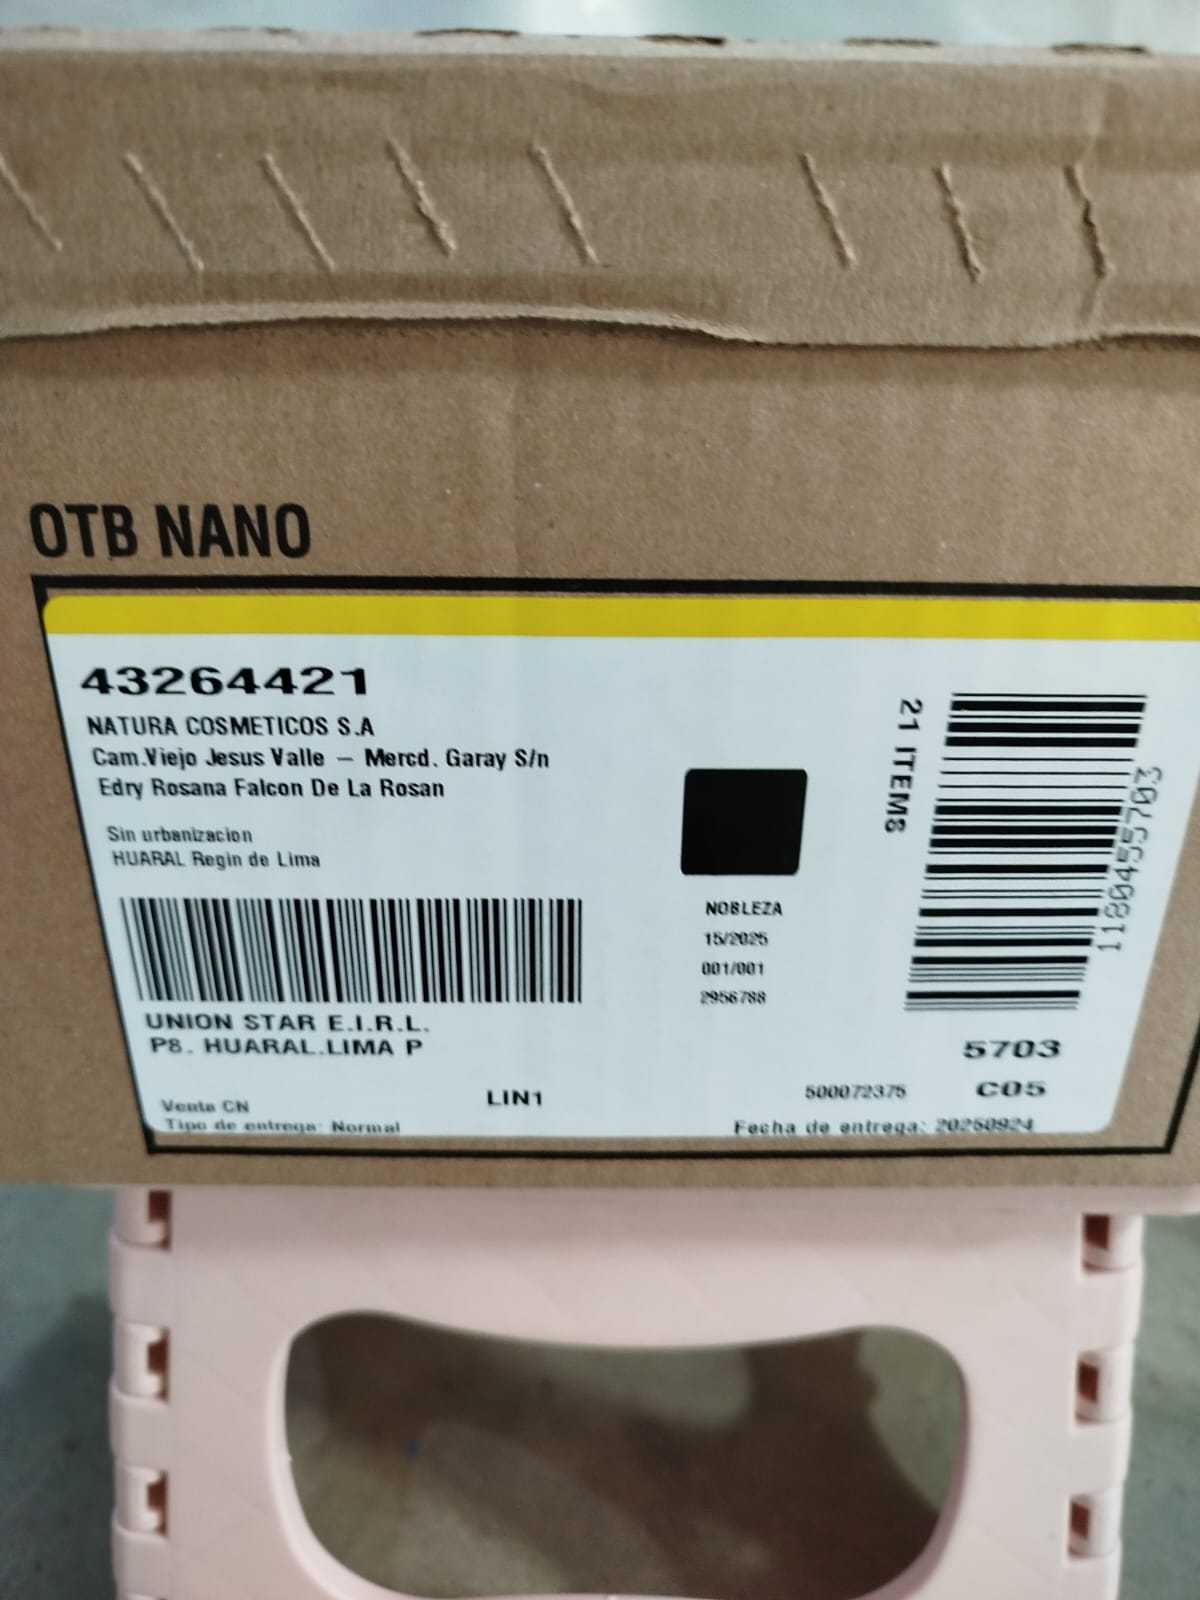 OTB NANO
43264421
NATURA COSMETICOS S.A
Cam.Viejo Jesus Valle – Mercd. Garay S/n
Edry Rosana Falcon De La Rosan
Sin urbanizacion
HUARAL Regin de Lima
21 ITEMS
1180455703
NOBLEZA
15/2025
001/001
2956788
UNION STAR E.I.R.L.
P8. HUARAL.LIMA P
5703
LIN1
500072375
C05
Venta CN
Tipo de entrega: Normal
Fecha de entrega: 20250924